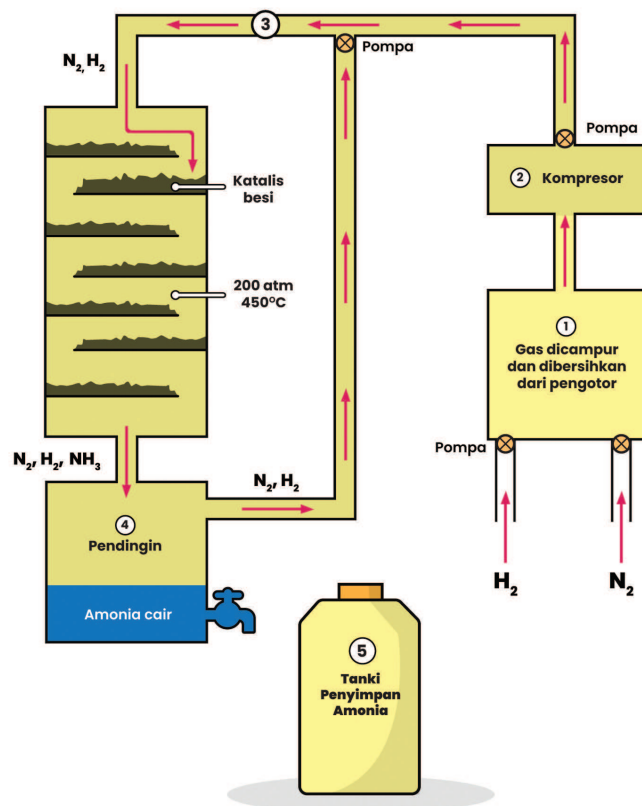 3
Pompa
N₂, H₂
Pompa
2 Kompresor
Katalis
besi
200 atm
450°C
1
Gas dicampur
dan dibersihkan
dari pengotor
N₂, H₂, NH₃
Pompa
N₂, H₂
4
Pendingin
H₂
N₂
Amonia cair
5
Tanki
Penyimpan
Amonia